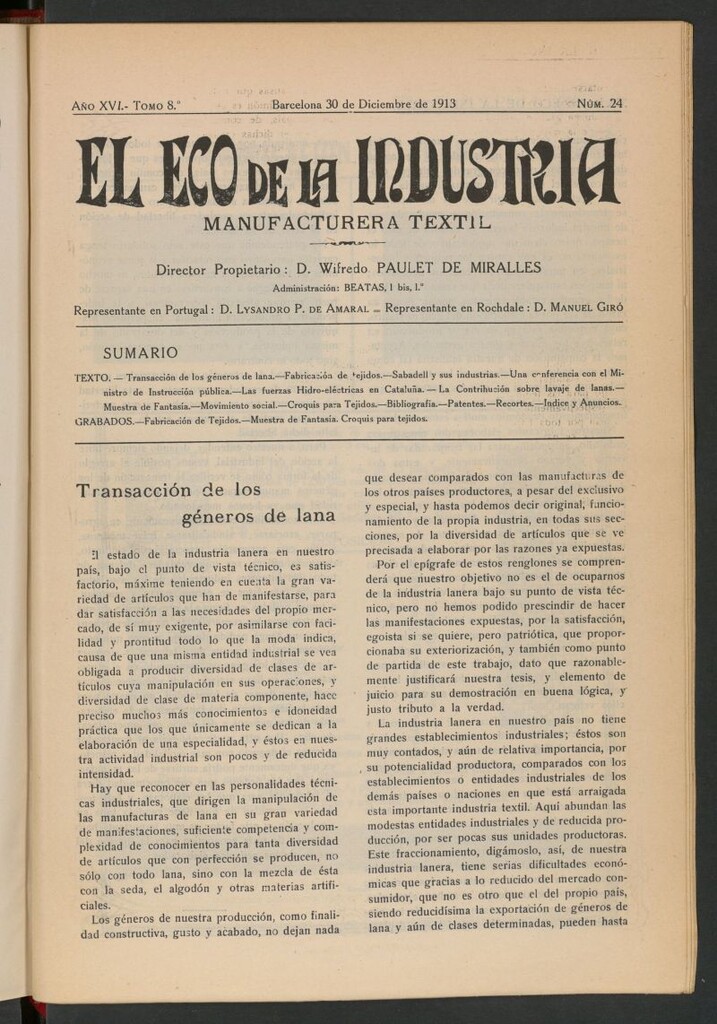 AÑO XVI.- TOMO 8.º Barcelona 30 de Diciembre de 1913 NÚM. 24
EL ECO DE LA INDUSTRIA
MANUFACTURERA TEXTIL
Director Propietario: D. Wifredo PAULET DE MIRALLES
Administración: BEATAS, 1 bis, 1.º
Representante en Portugal: D. LYSANDRO P. DE AMARAL = Representante en Rochdale: D. MANUEL GIRÓ
SUMARIO
TEXTO. — Transacción de los géneros de lana.—Fabricación de tejidos.—Sabadell y sus industrias.—Una conferencia con el Mi-
nistro de Instrucción pública.—Las fuerzas Hidro-eléctricas en Cataluña. — La Contribución sobre lavaje de lanas.—
Muestra de Fantasía.—Movimiento social.—Croquis para Tejidos.—Bibliografía.—Patentes.—Recortes.—Indice y Anuncios.
GRABADOS.—Fabricación de Tejidos.—Muestra de Fantasía. Croquis para tejidos.
Transacción de los
géneros de lana
El estado de la industria lanera en nuestro
país, bajo el punto de vista técnico, es satis-
factorio, máxime teniendo en cuenta la gran va-
riedad de artículos que han de manifestarse, para
dar satisfacción a las necesidades del propio mer-
cado, de sí muy exigente, por asimilarse con faci-
lidad y prontitud todo lo que la moda indica,
causa de que una misma entidad industrial se vea
obligada a producir diversidad de clases de ar-
tículos cuya manipulación en sus operaciones, y
diversidad de clase de materia componente, hace
preciso muchos más conocimientos e idoneidad
práctica que los que únicamente se dedican a la
elaboración de una especialidad, y éstos en nues-
tra actividad industrial son pocos y de reducida
intensidad.
Hay que reconocer en las personalidades técni-
cas industriales, que dirigen la manipulación de
las manufacturas de lana en su gran variedad
de manifestaciones, suficiente competencia y com-
plexidad de conocimientos para tanta diversidad
de artículos que con perfección se producen, no
sólo con todo lana, sino con la mezcla de ésta
con la seda, el algodón y otras materias artifi-
ciales.
Los géneros de nuestra producción, como finali-
dad constructiva, gusto y acabado, no dejan nada
que desear comparados con las manufacturas de
los otros países productores, a pesar del exclusivo
y especial, y hasta podemos decir original, funcio-
namiento de la propia industria, en todas sus sec-
ciones, por la diversidad de artículos que se ve
precisada a elaborar por las razones ya expuestas.
Por el epígrafe de estos renglones se compren-
derá que nuestro objetivo no es el de ocuparnos
de la industria lanera bajo su punto de vista téc-
nico, pero no hemos podido prescindir de hacer
las manifestaciones expuestas, por la satisfacción,
egoista si se quiere, pero patriótica, que propor-
cionaba su exteriorización, y también como punto
de partida de este trabajo, dato que razonable-
mente justificará nuestra tesis, y elemento de
juicio para su demostración en buena lógica, y
justo tributo a la verdad.
La industria lanera en nuestro país no tiene
grandes establecimientos industriales; éstos son
muy contados, y aún de relativa importancia, por
su potencialidad productora, comparados con los
establecimientos o entidades industriales de los
demás países o naciones en que está arraigada
esta importante industria textil. Aquí abundan las
modestas entidades industriales y de reducida pro-
ducción, por ser pocas sus unidades productoras.
Este fraccionamiento, digámoslo, así, de nuestra
industria lanera, tiene serias dificultades econó-
micas que gracias a lo reducido del mercado con-
sumidor, que no es otro que el del propio país,
siendo reducidísima la exportación de géneros de
lana y aún de clases determinadas, pueden hasta